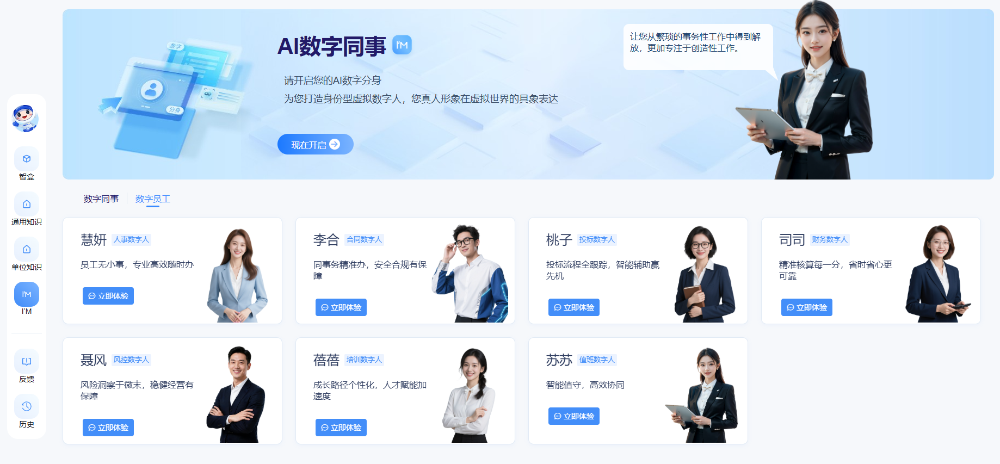 AI数字同事 I'M
数字
分身
请开启您的AI数字分身
为您打造身份型虚拟数字人，您真人形象在虚拟世界的具象表达
现在开启
让您从繁琐的事务性工作中得到解
放，更加专注于创造性工作。
智盒
通用知识
单位知识
I'M
I'M
反馈
历史
数字同事
数字员工
慧妍 人事数字人
员工无小事，专业高效随时办
立即体验
李合 合同数字人
同事务精准办，安全合规有保
障
立即体验
桃子 投标数字人
投标流程全跟踪，智能辅助赢
先机
立即体验
司司 财务数字人
精准核算每一分，省时省心更
可靠
立即体验
聂风 风控数字人
风险洞察于微末，稳健经营有
保障
立即体验
蓓蓓 培训数字人
成长路径个性化，人才赋能加
速度
立即体验
苏苏 值班数字人
智能值守，高效协同
立即体验